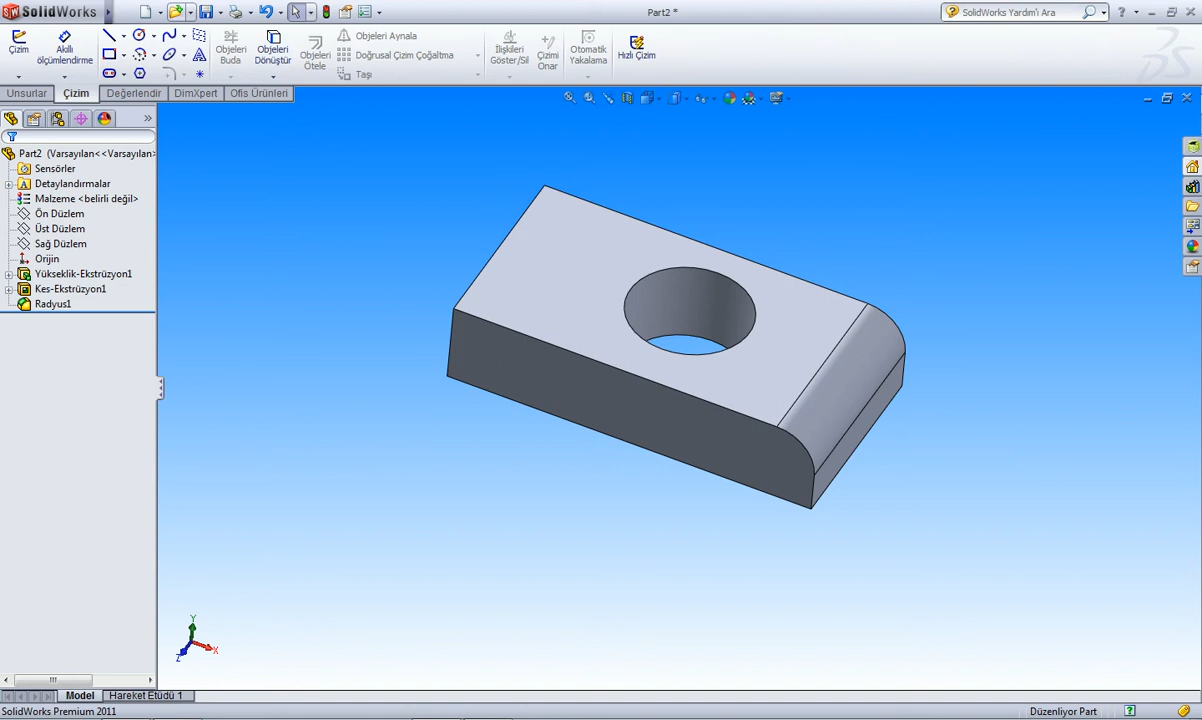 SolidWorks
Part2 *
SolidWorks Yardım'ı Ara
Çizim
Akıllı ölçümlendirme
Objeleri Buda
Objeleri Dönüştür
Objeleri Ötele
Objeleri Aynala
Doğrusal Çizim Çoğaltma
Taşı
İlişkileri Göster/Sil
Çizimi Onar
Otomatik Yakalama
Hızlı Çizim
Unsurlar
Çizim
Değerlendir
DimXpert
Ofis Ürünleri
Part2 (Varsayılan<<Varsayılan>
Sensörler
Detaylandırmalar
Malzeme <belirli değil>
Ön Düzlem
Üst Düzlem
Sağ Düzlem
Orijin
Yükseklik-Ekstrüzyon1
Kes-Ekstrüzyon1
Radyus1
Y
X
Z
Model
Hareket Etüdü 1
SolidWorks Premium 2011
Düzenliyor Part